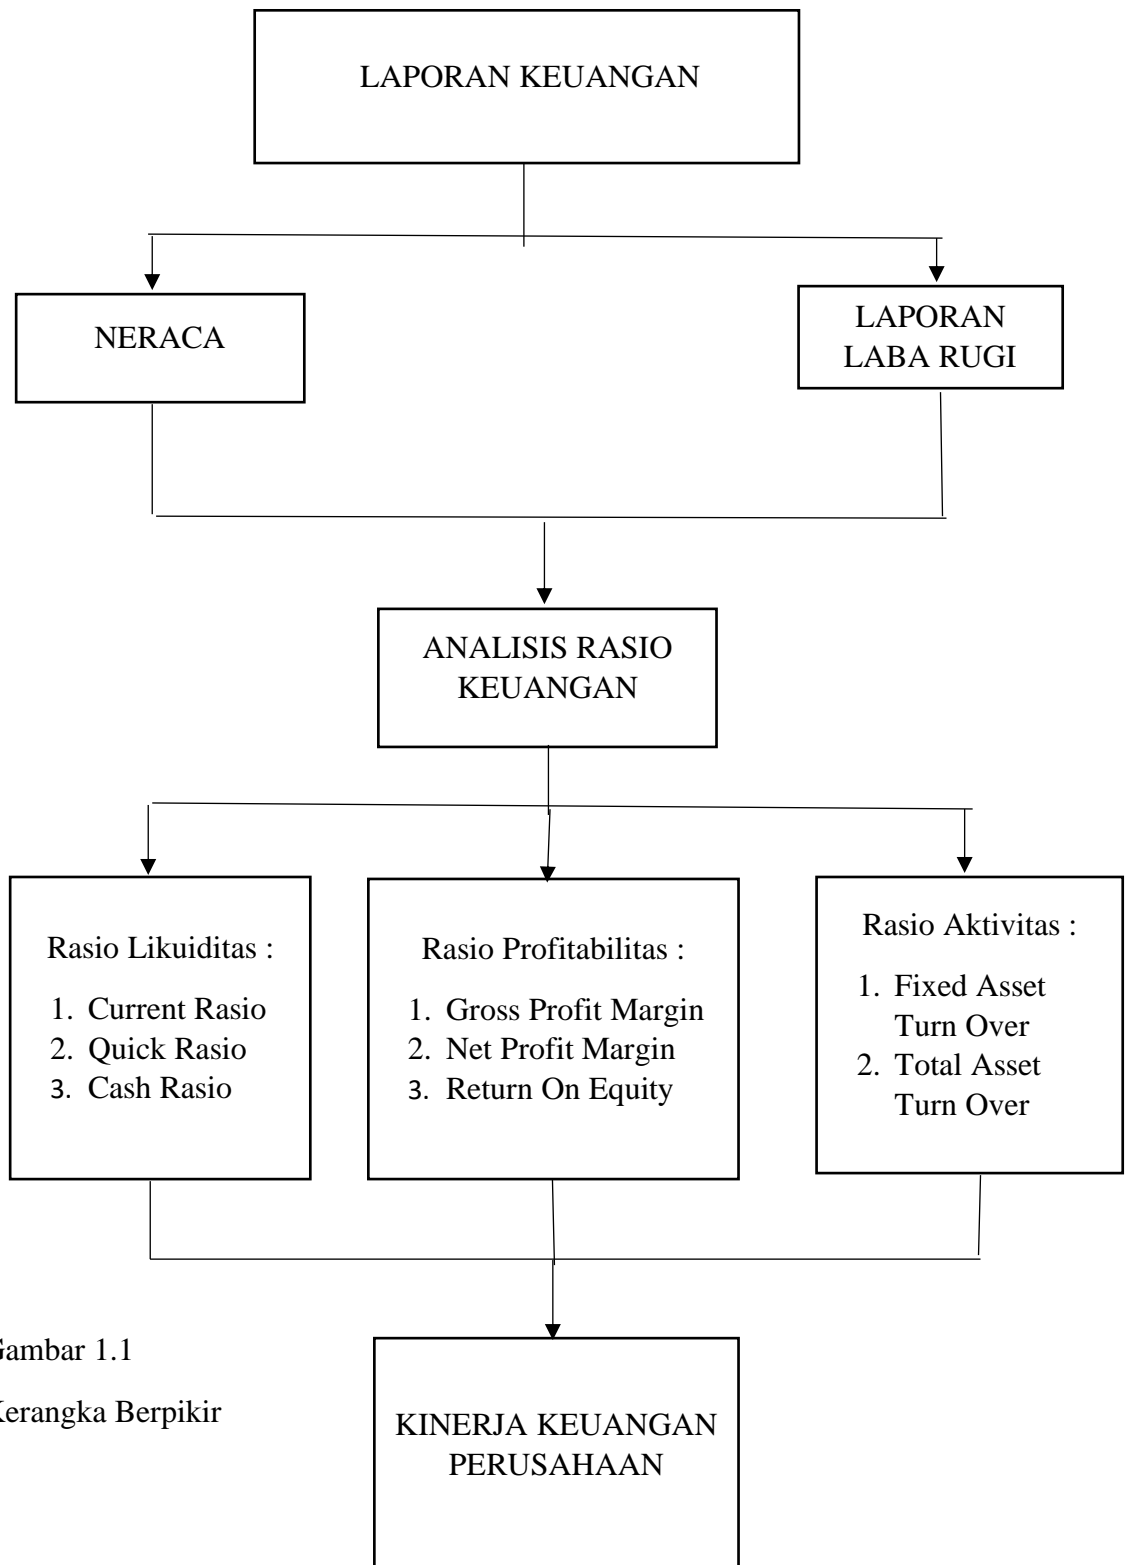 LAPORAN KEUANGAN
NERACA
LAPORAN
LABA RUGI
ANALISIS RASIO
KEUANGAN
Rasio Likuiditas :
1. Current Rasio
2. Quick Rasio
3. Cash Rasio
Rasio Profitabilitas :
1. Gross Profit Margin
2. Net Profit Margin
3. Return On Equity
Rasio Aktivitas :
1. Fixed Asset
Turn Over
2. Total Asset
Turn Over
Gambar 1.1
Kerangka Berpikir
KINERJA KEUANGAN
PERUSAHAAN